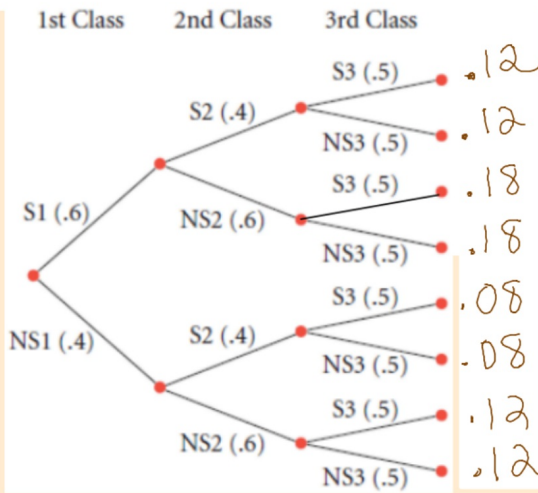 1st Class 2nd Class 3rd Class
S3 (.5) .12
S2 (.4)
NS3 (.5) .12
S3 (.5) .18
S1 (.6) NS2 (.6)
NS3 (.5) .18
S3 (.5) .08
NS1 (.4) S2 (.4)
NS3 (.5) .08
S3 (.5) .12
NS2 (.6)
NS3 (.5) .12